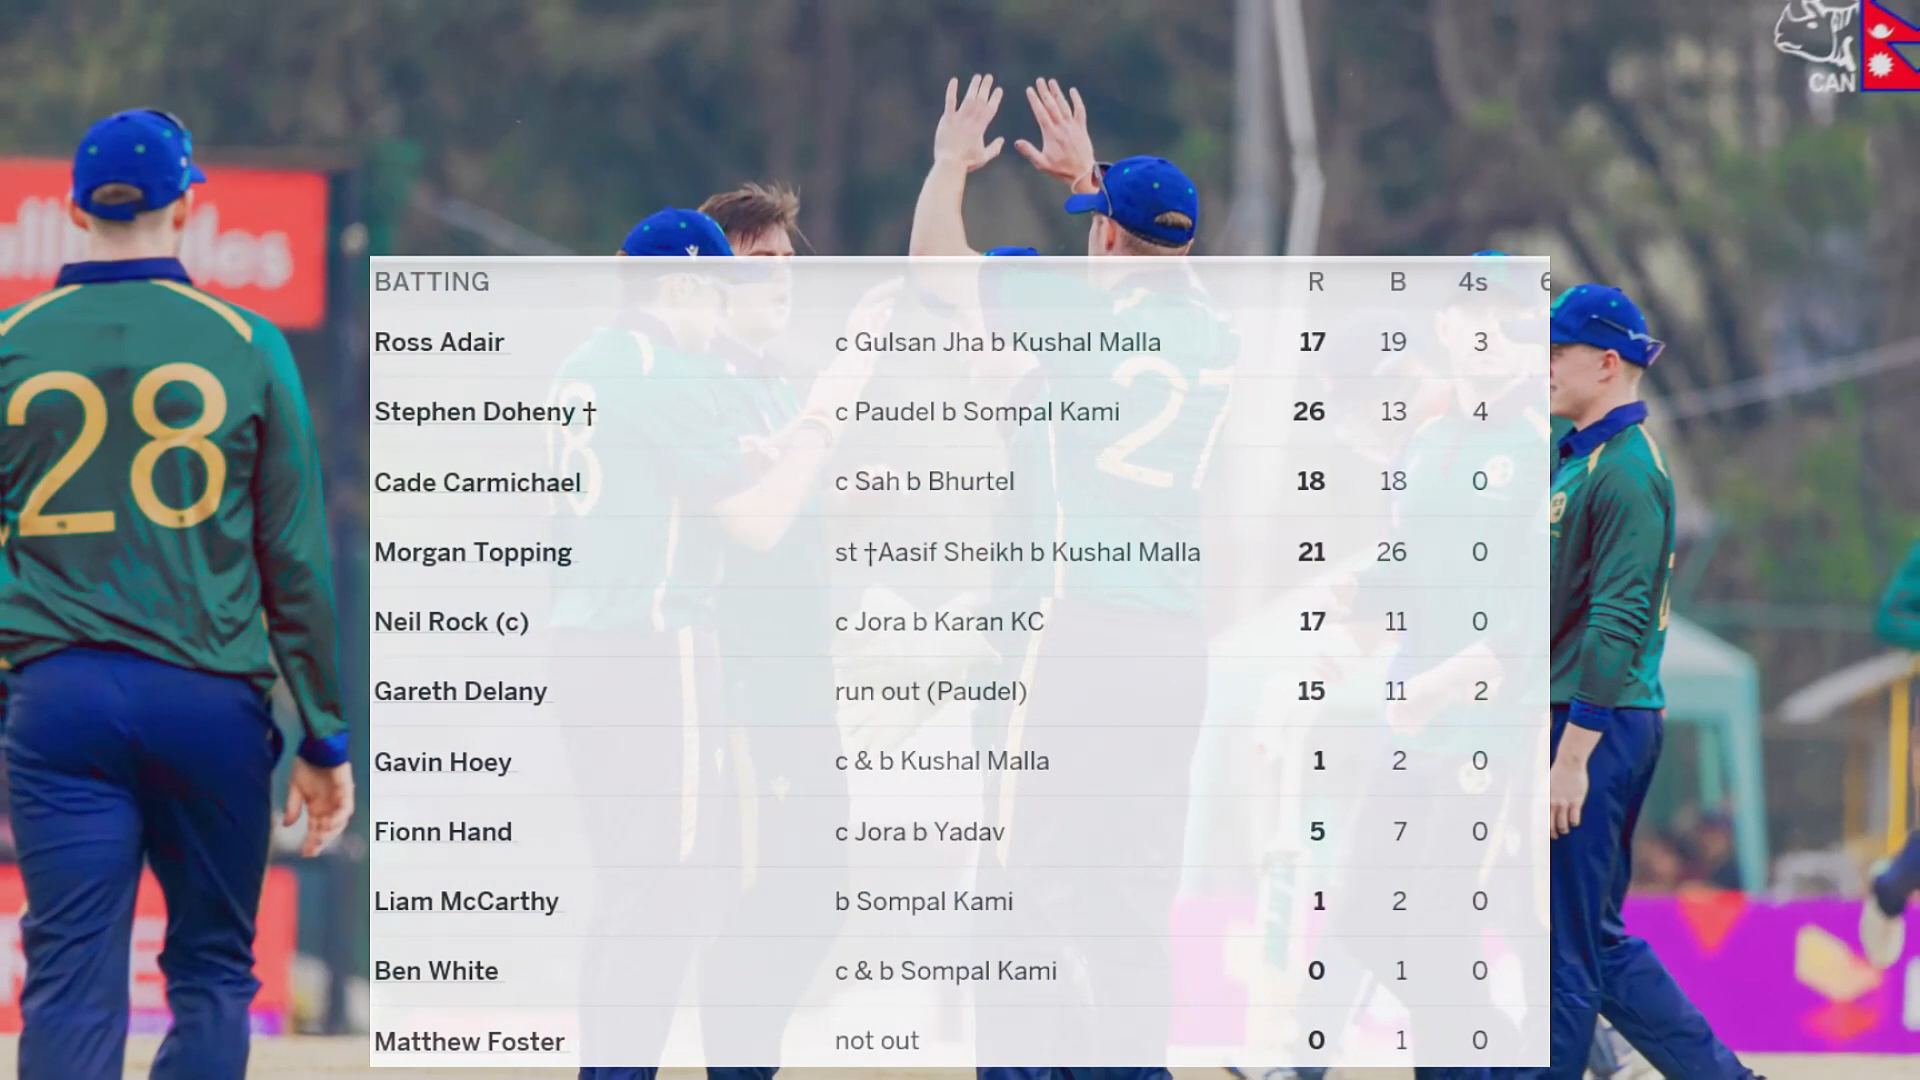 CAN
28
BATTING R B 4s
Ross Adair c Gulsan Jha b Kushal Malla 17 19 3
Stephen Doheny † c Paudel b Sompal Kami 26 13 4
Cade Carmichael c Sah b Bhurtel 18 18 0
Morgan Topping st †Aasif Sheikh b Kushal Malla 21 26 0
Neil Rock (c) c Jora b Karan KC 17 11 0
Gareth Delany run out (Paudel) 15 11 2
Gavin Hoey c & b Kushal Malla 1 2 0
Fionn Hand c Jora b Yadav 5 7 0
Liam McCarthy b Sompal Kami 1 2 0
Ben White c & b Sompal Kami 0 1 0
Matthew Foster not out 0 1 0